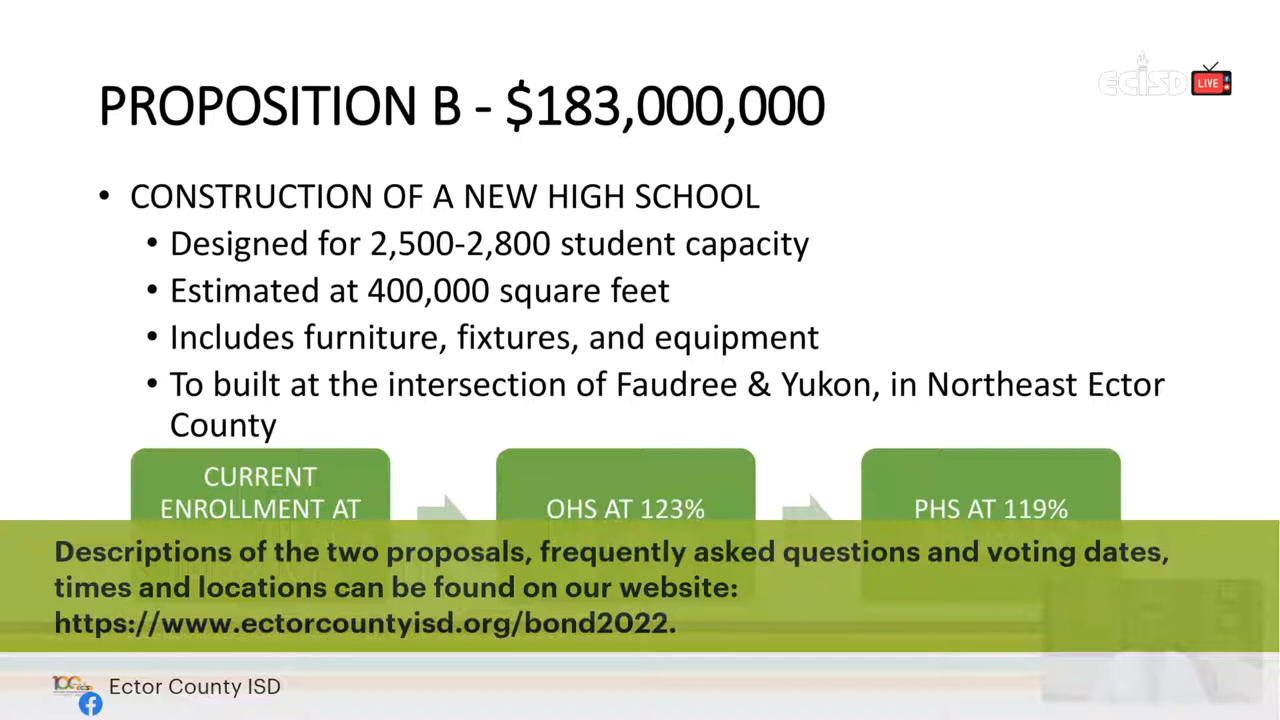 ECISD LIVE
PROPOSITION B - $183,000,000
• CONSTRUCTION OF A NEW HIGH SCHOOL
• Designed for 2,500-2,800 student capacity
• Estimated at 400,000 square feet
• Includes furniture, fixtures, and equipment
• To built at the intersection of Faudree & Yukon, in Northeast Ector
County
CURRENT
ENROLLMENT AT
OHS AT 123%
PHS AT 119%
Descriptions of the two proposals, frequently asked questions and voting dates,
times and locations can be found on our website:
https://www.ectorcountyisd.org/bond2022.
Ector County ISD